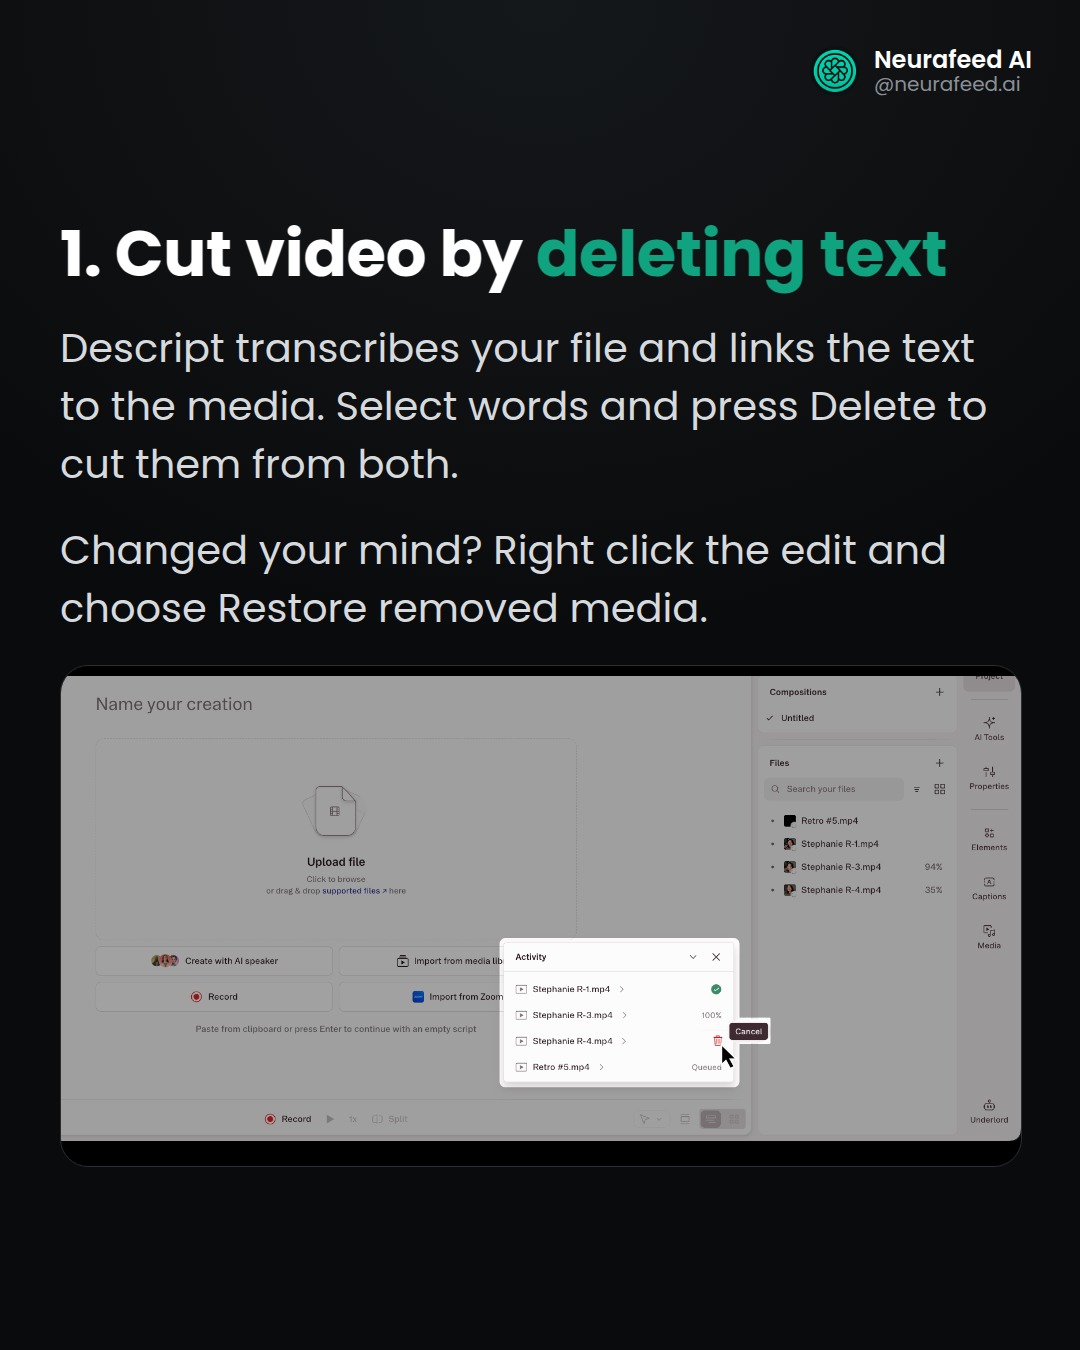 Neurafeed AI
@neurafeed.ai
1. Cut video by deleting text
Descript transcribes your file and links the text
to the media. Select words and press Delete to
cut them from both.
Changed your mind? Right click the edit and
choose Restore removed media.
Name your creation
Upload file
Click to browse
or drag & drop supported files ↗ here
Create with AI speaker
Import from media lib
Record
Import from Zoom
Paste from clipboard or press Enter to continue with an empty script
Record
1x
Split
Activity
Stephanie R-1.mp4
Stephanie R-3.mp4 100%
Stephanie R-4.mp4
Cancel
Retro #5.mp4 Queued
Compositions
Untitled
Files
Search your files
Retro #5.mp4
Stephanie R-1.mp4
Stephanie R-3.mp4 94%
Stephanie R-4.mp4 35%
Project
AI Tools
Properties
Elements
Captions
Media
Underlord